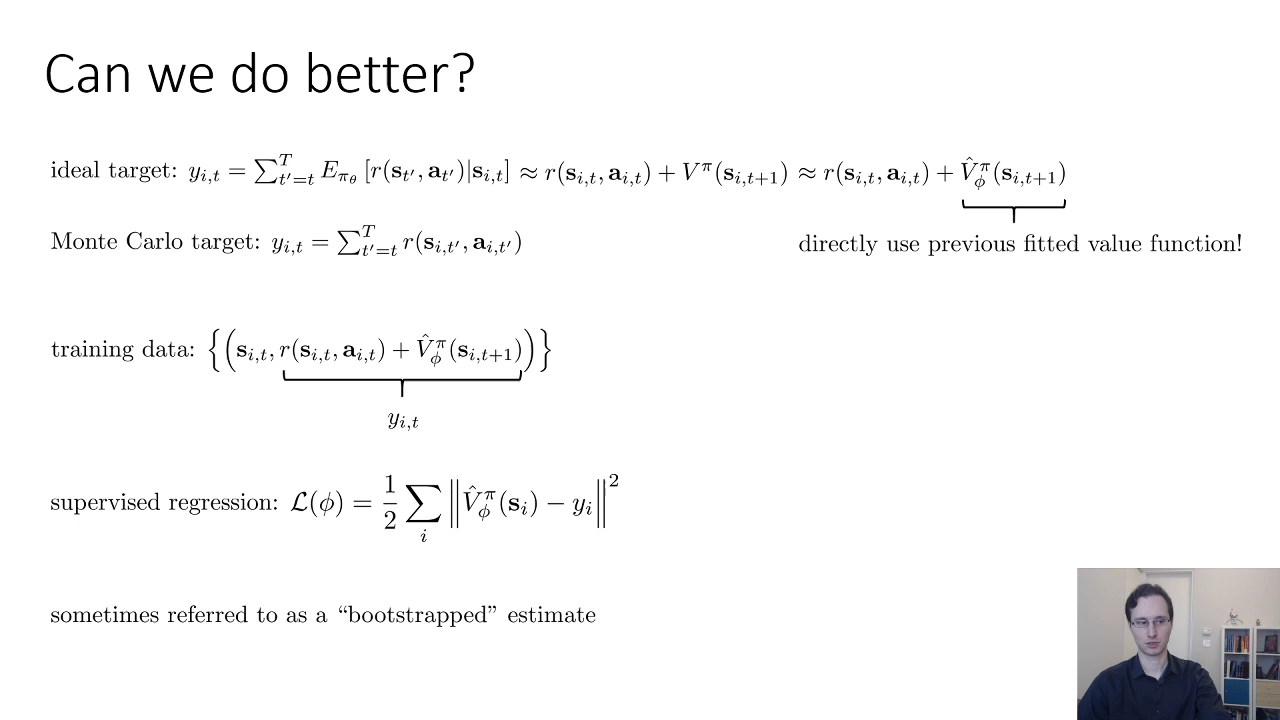 Can we do better?
ideal target: $y_{i,t} = \sum_{t'=t}^{T} E_{\pi_\theta} [r(\mathbf{s}_{t'}, \mathbf{a}_{t'})|\mathbf{s}_{i,t}] \approx r(\mathbf{s}_{i,t}, \mathbf{a}_{i,t}) + V^\pi(\mathbf{s}_{i,t+1}) \approx r(\mathbf{s}_{i,t}, \mathbf{a}_{i,t}) + \hat{V}_\phi^\pi(\mathbf{s}_{i,t+1})$
Monte Carlo target: $y_{i,t} = \sum_{t'=t}^{T} r(\mathbf{s}_{i,t'}, \mathbf{a}_{i,t'})$
directly use previous fitted value function!
training data: $\left\{\left(\mathbf{s}_{i,t}, r(\mathbf{s}_{i,t}, \mathbf{a}_{i,t}) + \hat{V}_\phi^\pi(\mathbf{s}_{i,t+1})\right)\right\}$
$y_{i,t}$
supervised regression: $\mathcal{L}(\phi) = \frac{1}{2} \sum_i \left\| \hat{V}_\phi^\pi(\mathbf{s}_i) - y_i \right\|^2$
sometimes referred to as a “bootstrapped” estimate